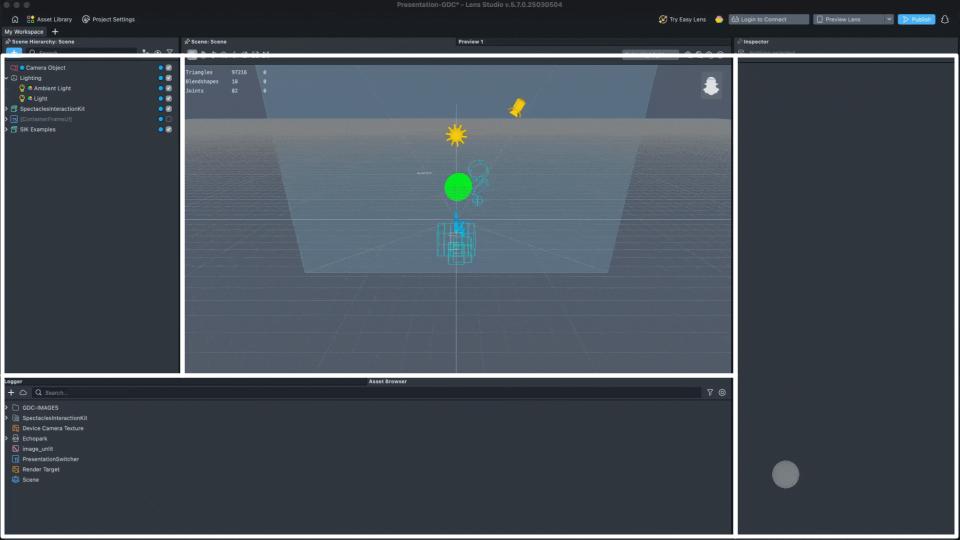 Presentation-GDC* – Lens Studio v.5.7.0.25030504
Asset Library Project Settings
Try Easy Lens Login to Connect Preview Lens Publish
My Workspace
Scene Hierarchy: Scene
Scene: Scene
Preview 1
Inspector
Camera Object
Lighting
Ambient Light
Light
SpectaclesInteractionKit
[ContainerFrameUI]
SIK Examples
Triangles 97216 0
Blendshapes 10 0
Joints 82 0
Logger
Asset Browser
Search...
GDC-IMAGES
SpectaclesInteractionKit
Device Camera Texture
Echopark
image_unlit
PresentationSwitcher
Render Target
Scene